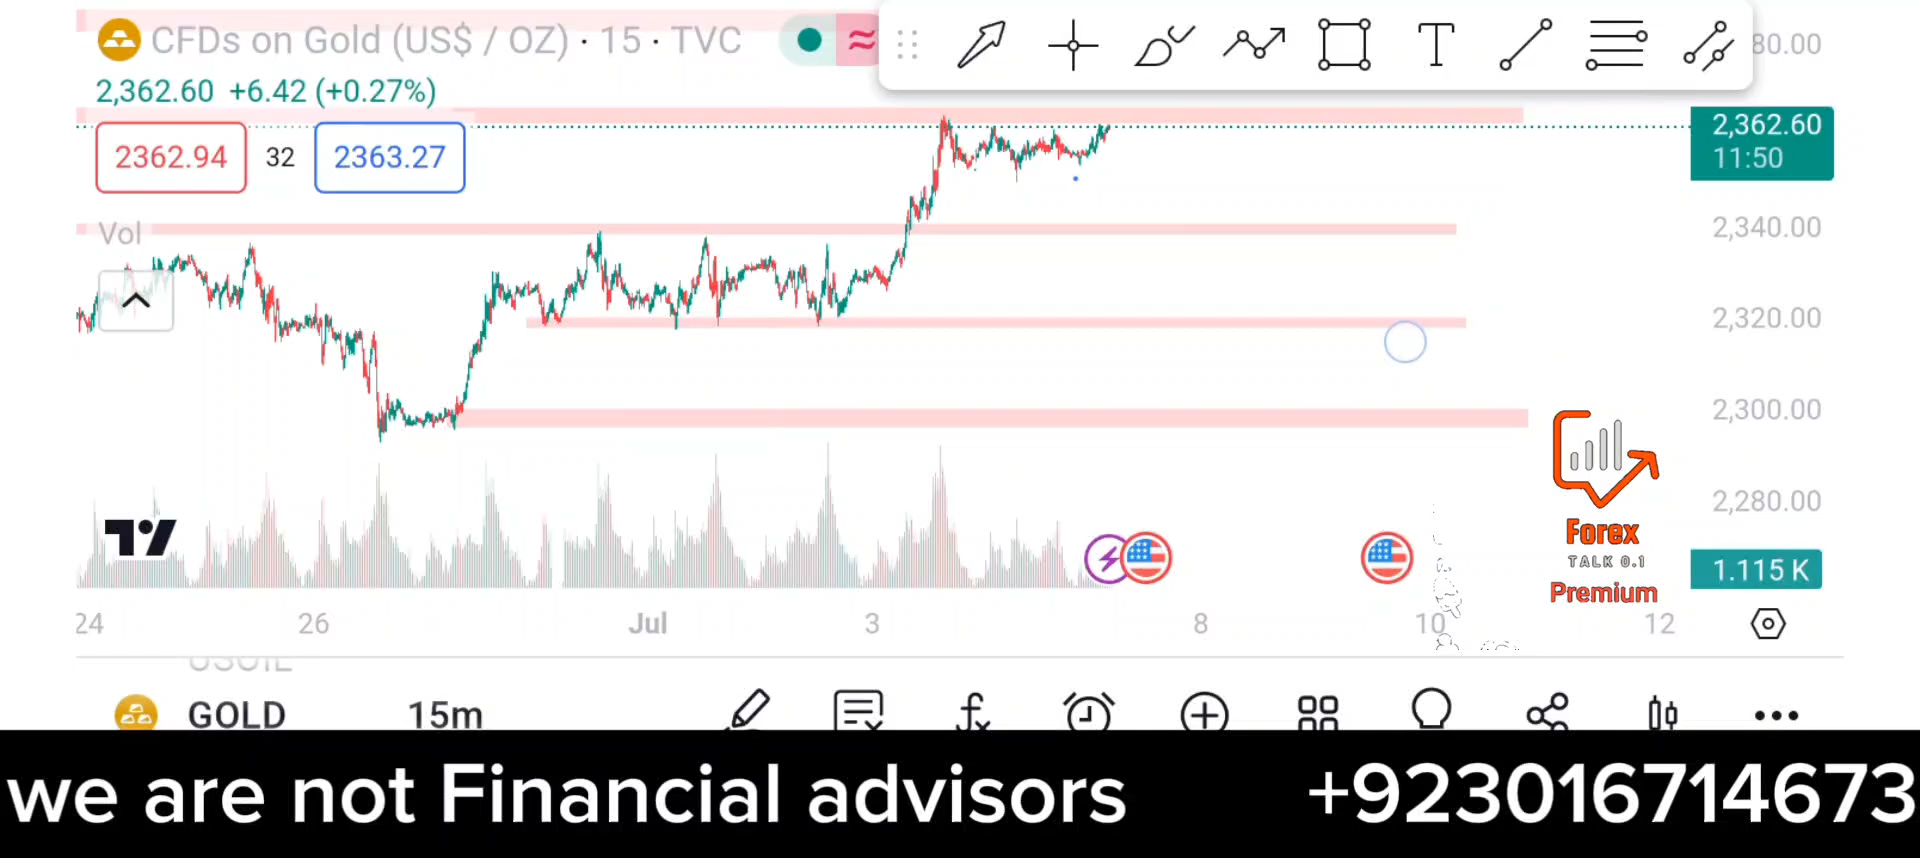 CFDs on Gold (US$ / OZ) · 15 · TVC
80.00
2,362.60 +6.42 (+0.27%)
2,362.60
11:50
2362.94 32 2363.27
Vol
2,340.00
2,320.00
2,300.00
2,280.00
Forex
TALK 0.1
Premium
1.115 K
24 26 Jul 3 8 10 12
USOIL
GOLD 15m
we are not Financial advisors +923016714673